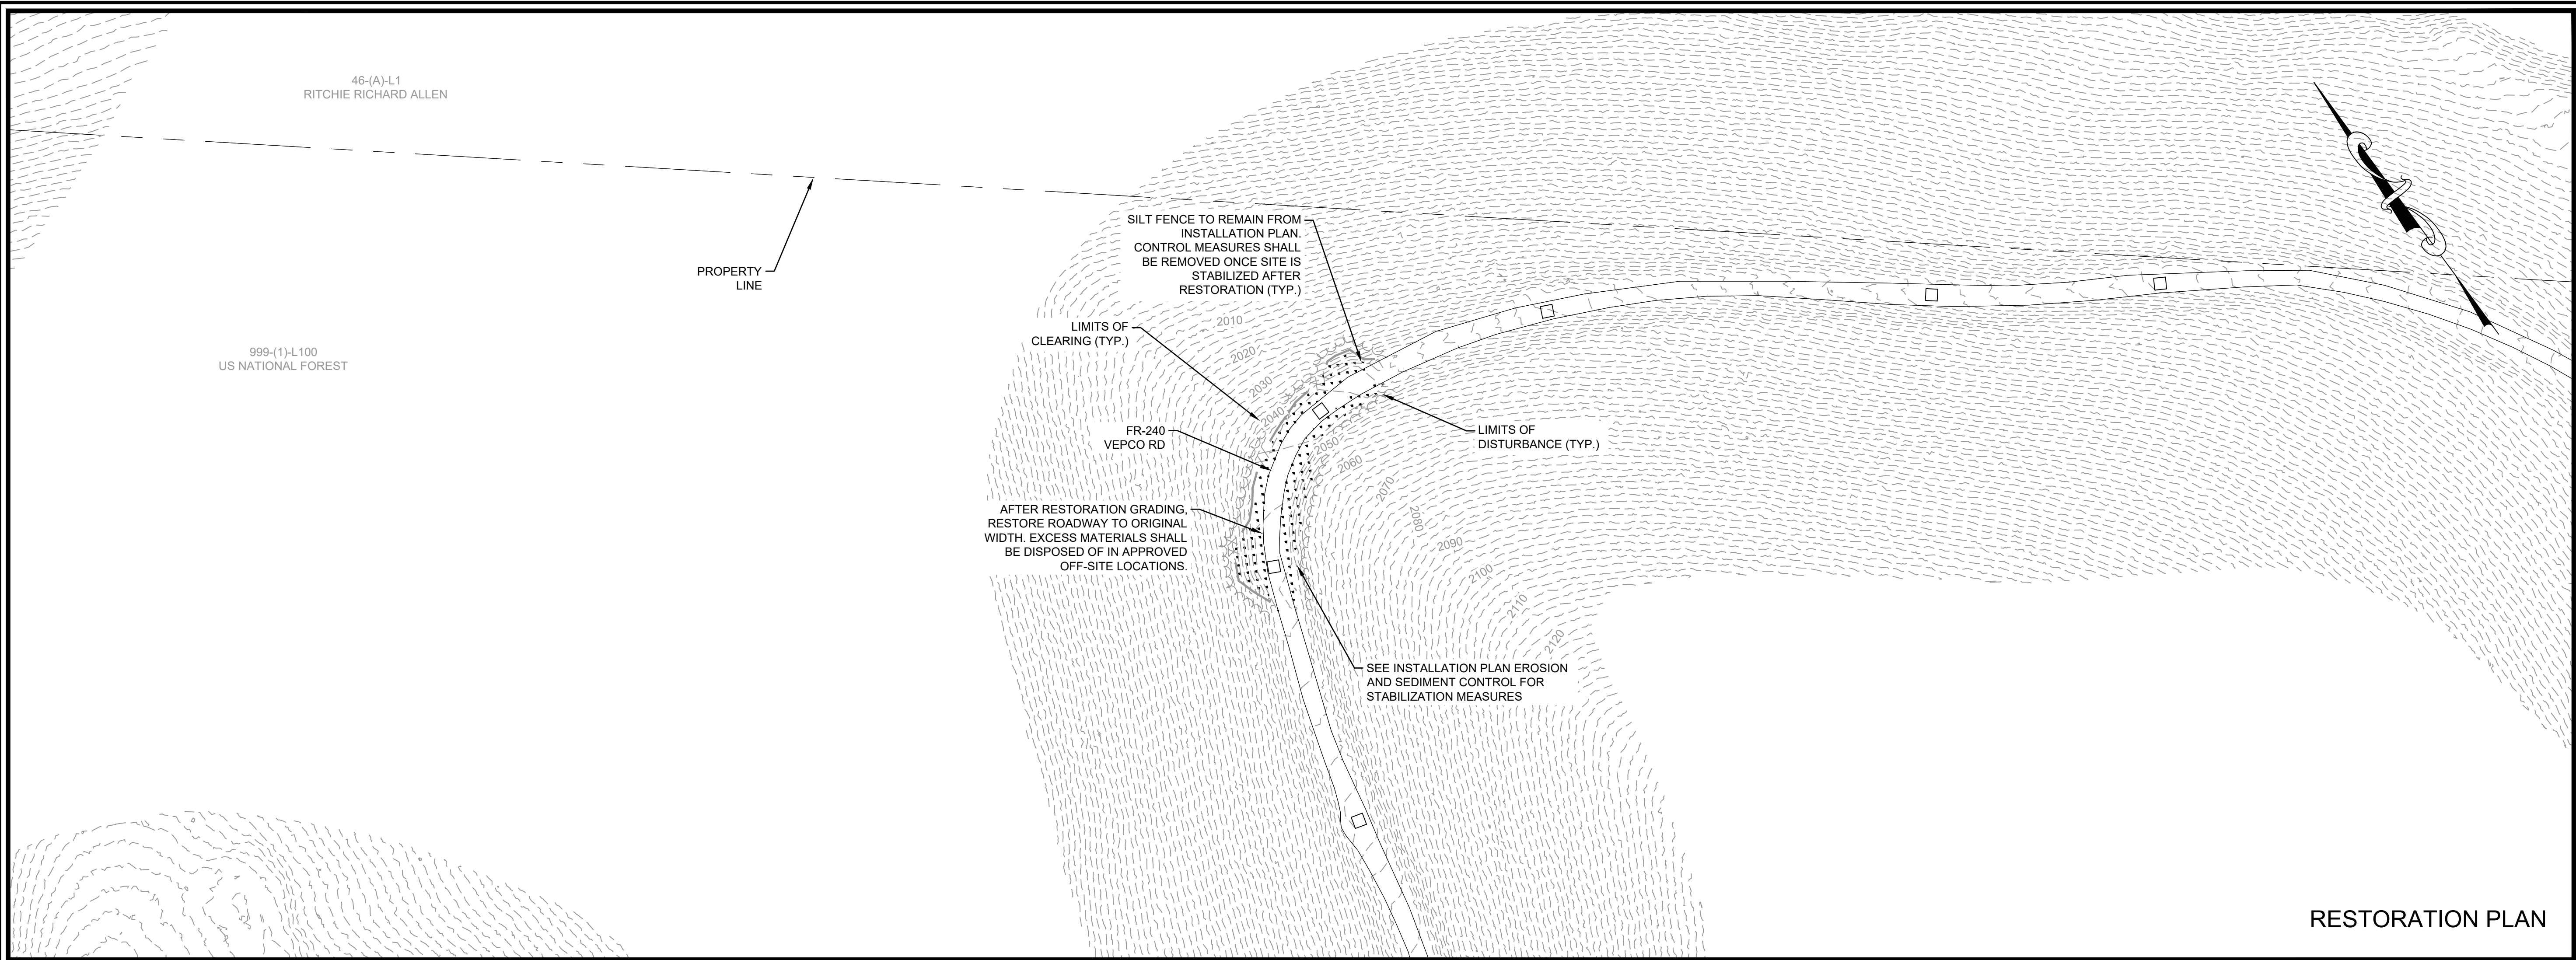 46-(A)-L1
RITCHIE RICHARD ALLEN
PROPERTY
LINE
999-(1)-L100
US NATIONAL FOREST
SILT FENCE TO REMAIN FROM
INSTALLATION PLAN.
CONTROL MEASURES SHALL
BE REMOVED ONCE SITE IS
STABILIZED AFTER
RESTORATION (TYP.)
LIMITS OF
CLEARING (TYP.)
FR-240
VEPCO RD
AFTER RESTORATION GRADING,
RESTORE ROADWAY TO ORIGINAL
WIDTH. EXCESS MATERIALS SHALL
BE DISPOSED OF IN APPROVED
OFF-SITE LOCATIONS.
2010
2020
2030
2040
2050
2060
2070
2080
2090
2100
2110
2120
LIMITS OF
DISTURBANCE (TYP.)
SEE INSTALLATION PLAN EROSION
AND SEDIMENT CONTROL FOR
STABILIZATION MEASURES
RESTORATION PLAN